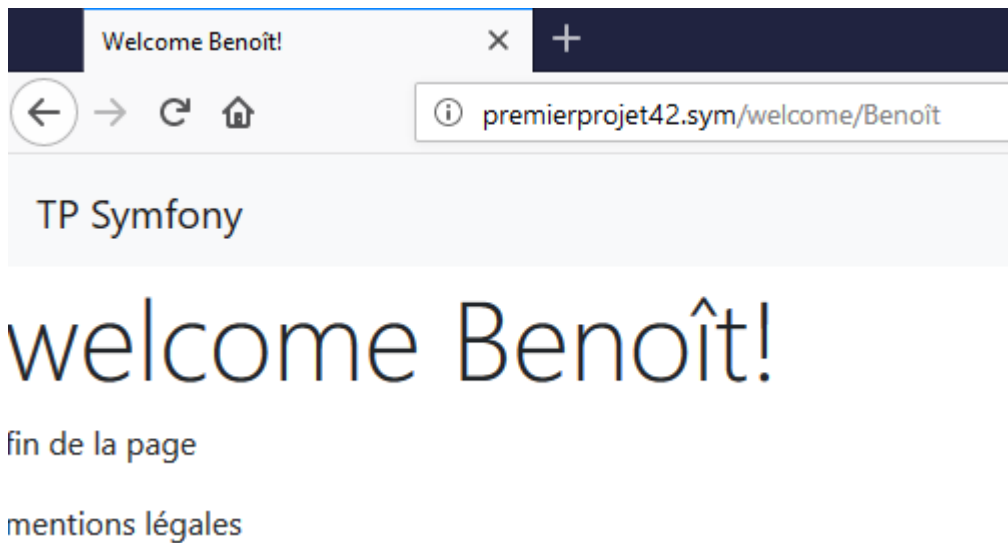 Welcome Benoît!
premierprojet42.sym/welcome/Benoît
TP Symfony
welcome Benoît!
fin de la page
mentions légales